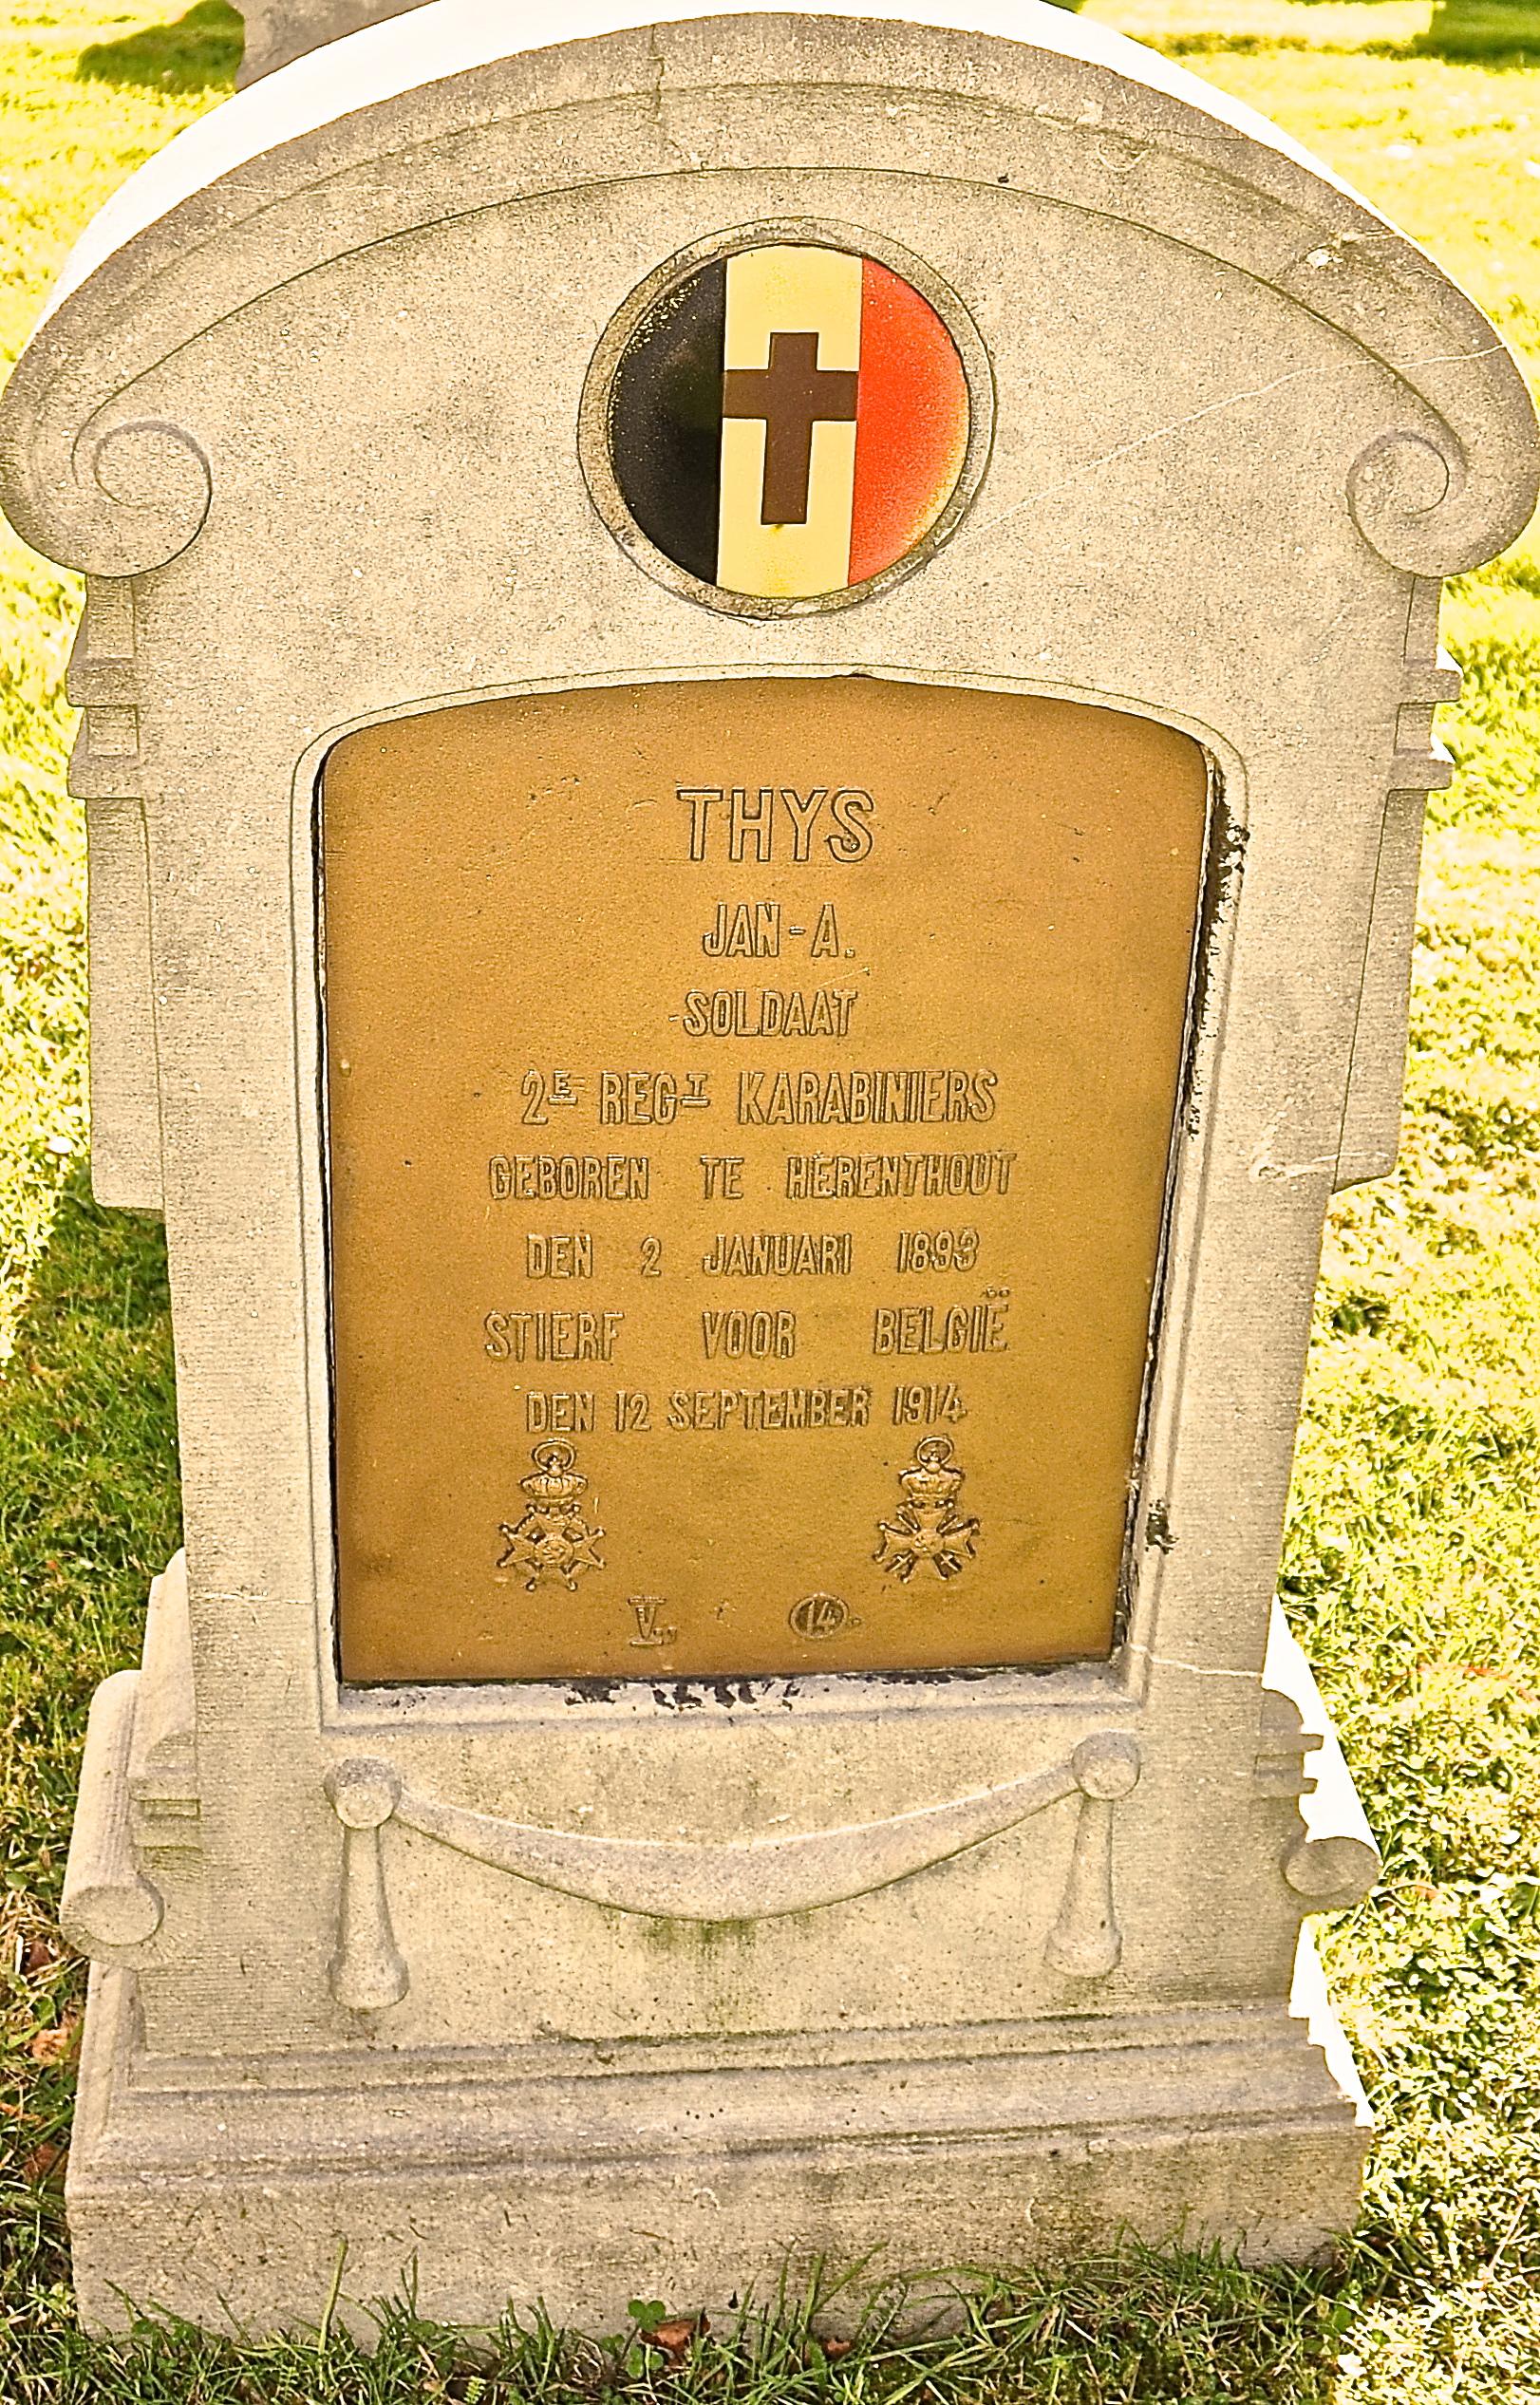 THYS
JAN-A.
SOLDAAT
2E REGT KARABINIERS
GEBOREN TE HERENTHOUT
DEN 2 JANUARI 1893
STIERF VOOR BELGIË
DEN 12 SEPTEMBER 1914
V.. 14.